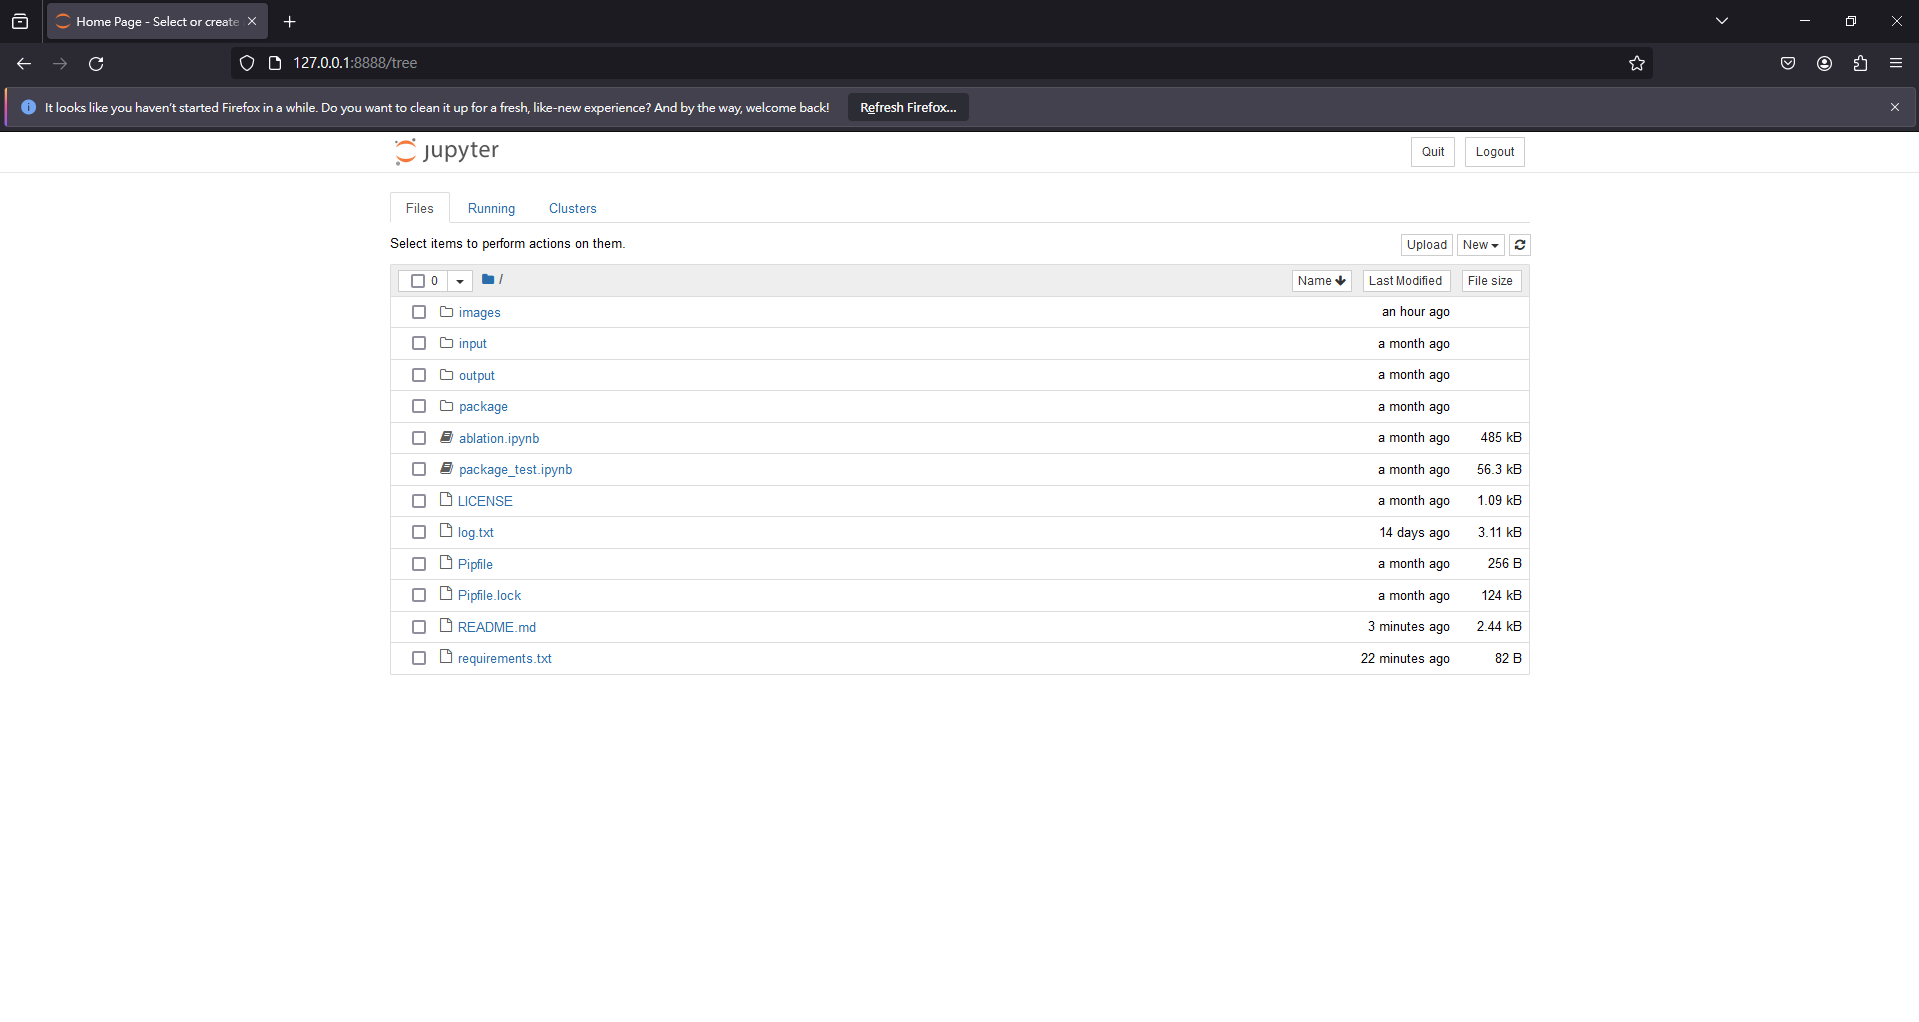 Home Page - Select or create
127.0.0.1:8888/tree
It looks like you haven't started Firefox in a while. Do you want to clean it up for a fresh, like-new experience? And by the way, welcome back! Refresh Firefox...
jupyter Quit Logout
Files Running Clusters
Select items to perform actions on them. Upload New
0 / Name Last Modified File size
images an hour ago
input a month ago
output a month ago
package a month ago
ablation.ipynb a month ago 485 kB
package_test.ipynb a month ago 56.3 kB
LICENSE a month ago 1.09 kB
log.txt 14 days ago 3.11 kB
Pipfile a month ago 256 B
Pipfile.lock a month ago 124 kB
README.md 3 minutes ago 2.44 kB
requirements.txt 22 minutes ago 82 B